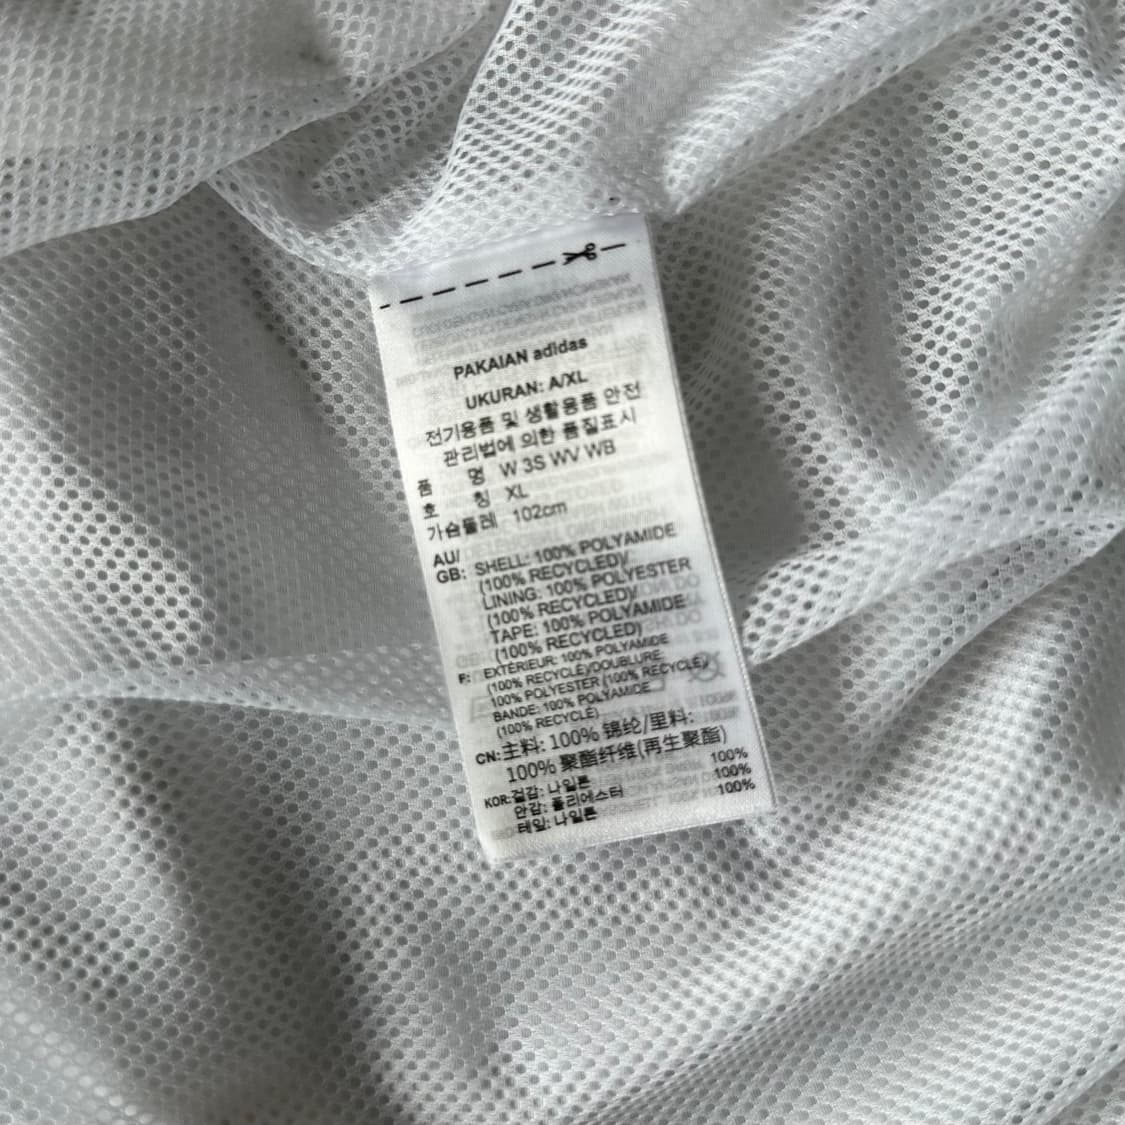 PAKAIAN adidas
UKURAN: A/XL
전기용품 및 생활용품 안전
관리법에 의한 품질표시
품 명 W 3S WV WB
호 칭 XL
가슴둘레 102cm
AU/
GB: SHELL: 100% POLYAMIDE
(100% RECYCLED)/
LINING: 100% POLYESTER
(100% RECYCLED)/
TAPE: 100% POLYAMIDE
(100% RECYCLED)
F: EXTÉRIEUR: 100% POLYAMIDE
(100% RECYCLÉ)/DOUBLURE:
100% POLYESTER (100% RECYCLÉ)/
BANDE: 100% POLYAMIDE
(100% RECYCLÉ)
CN: 主料: 100% 锦纶/里料:
100% 聚酯纤维(再生聚酯)
KOR: 겉감: 나일론 100%
안감: 폴리에스터 100%
테잎: 나일론 100%